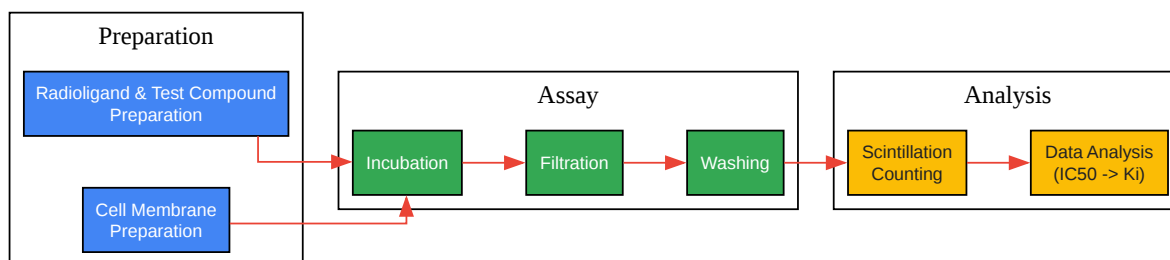 Preparation
Radioligand & Test Compound
Preparation
Cell Membrane
Preparation
Assay
Incubation
Filtration
Washing
Analysis
Scintillation
Counting
Data Analysis
(IC50 -> Ki)